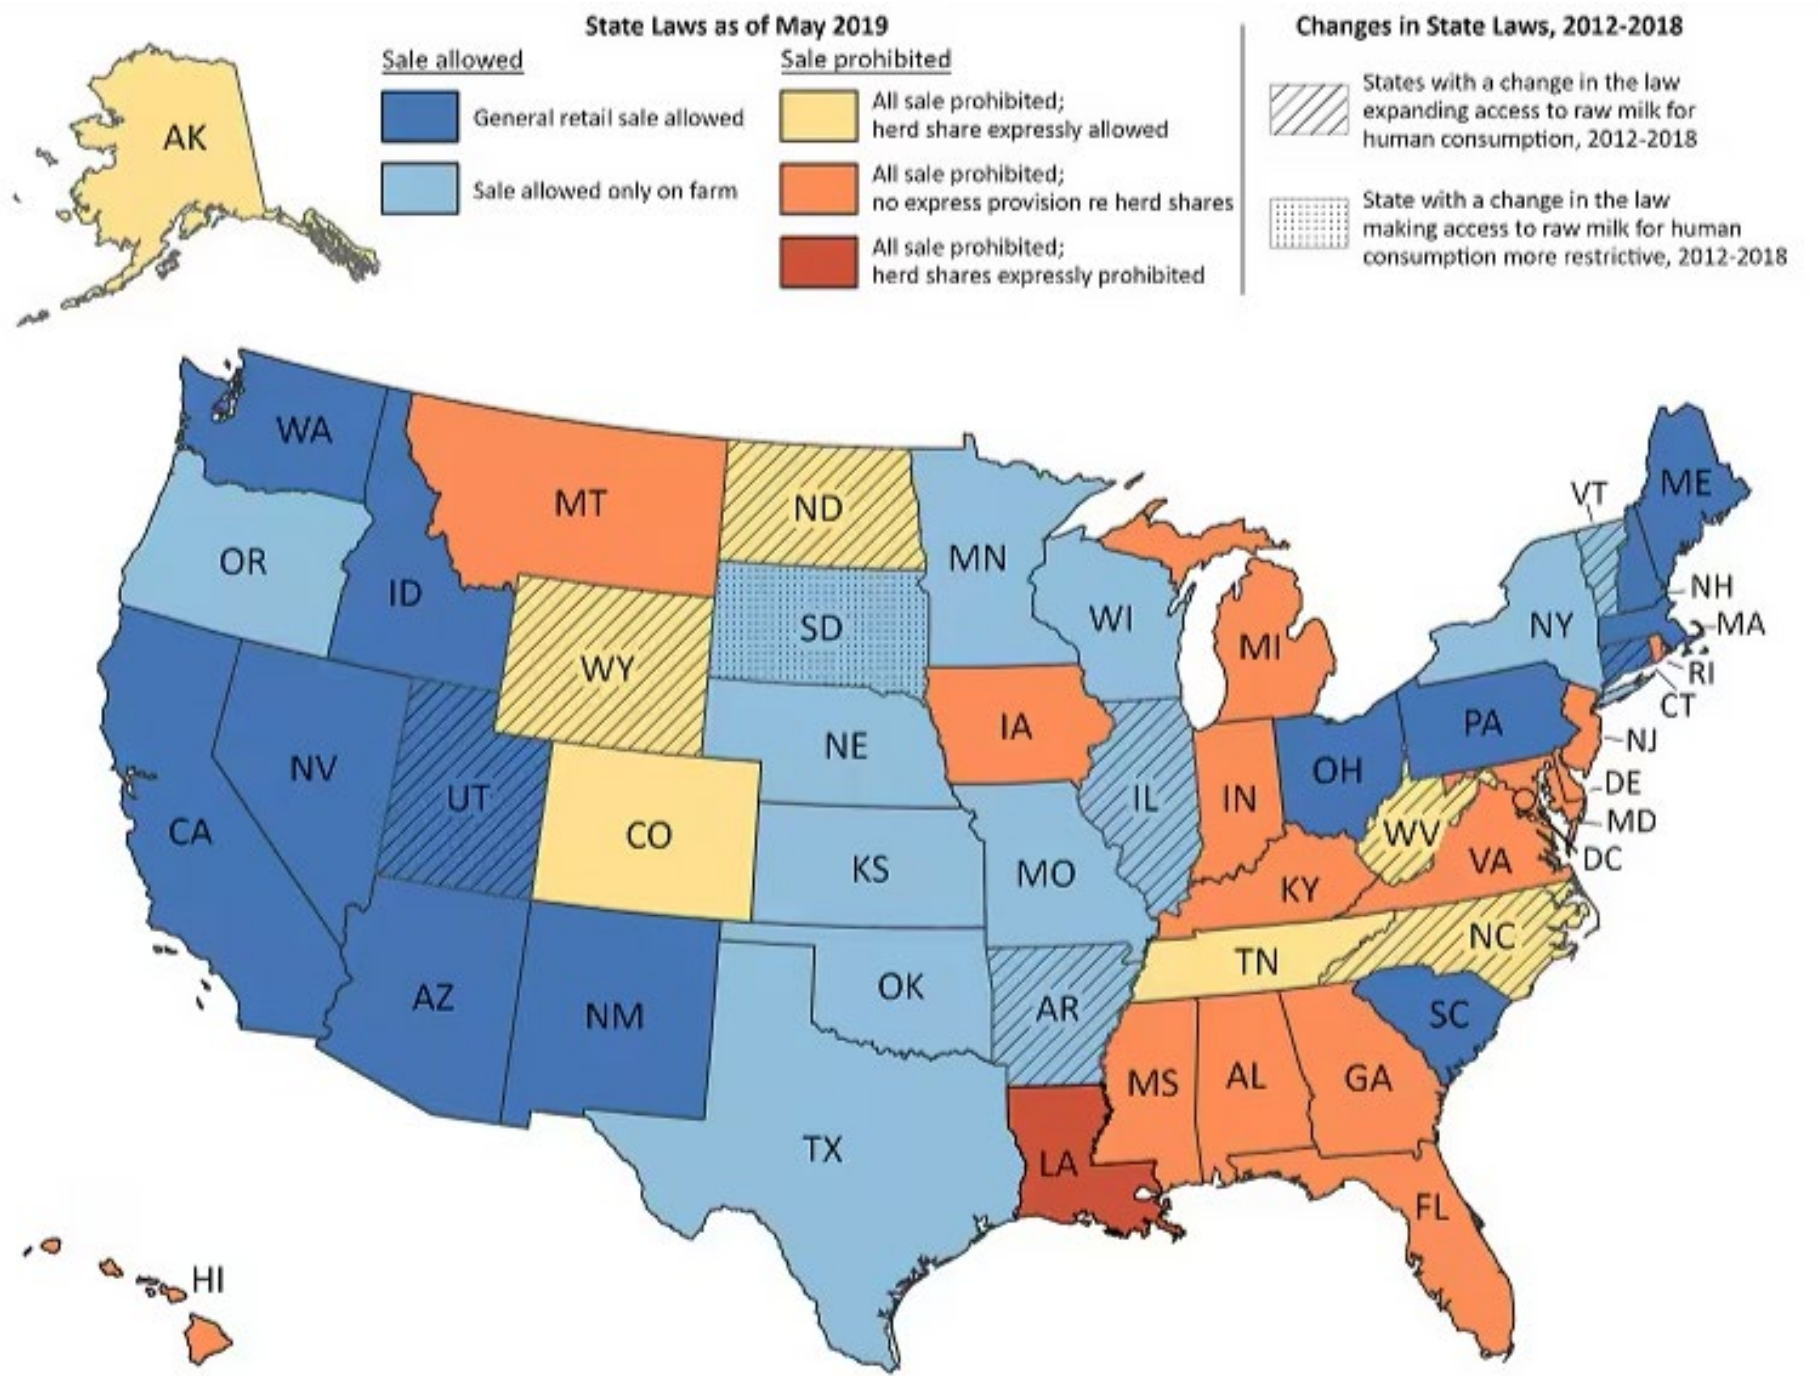 State Laws as of May 2019
Sale allowed
General retail sale allowed
Sale allowed only on farm
Sale prohibited
All sale prohibited;
herd share expressly allowed
All sale prohibited;
no express provision re herd shares
All sale prohibited;
herd shares expressly prohibited
Changes in State Laws, 2012-2018
States with a change in the law
expanding access to raw milk for
human consumption, 2012-2018
State with a change in the law
making access to raw milk for human
consumption more restrictive, 2012-2018
AK
WA
OR
ID
MT
ND
MN
SD
WY
WI
MI
VT
ME
NH
MA
NY
RI
CT
NJ
PA
DE
MD
DC
CA
NV
UT
CO
NE
IA
IL
IN
OH
WV
VA
KS
MO
KY
NC
TN
AZ
NM
OK
AR
SC
MS
AL
GA
TX
LA
FL
HI